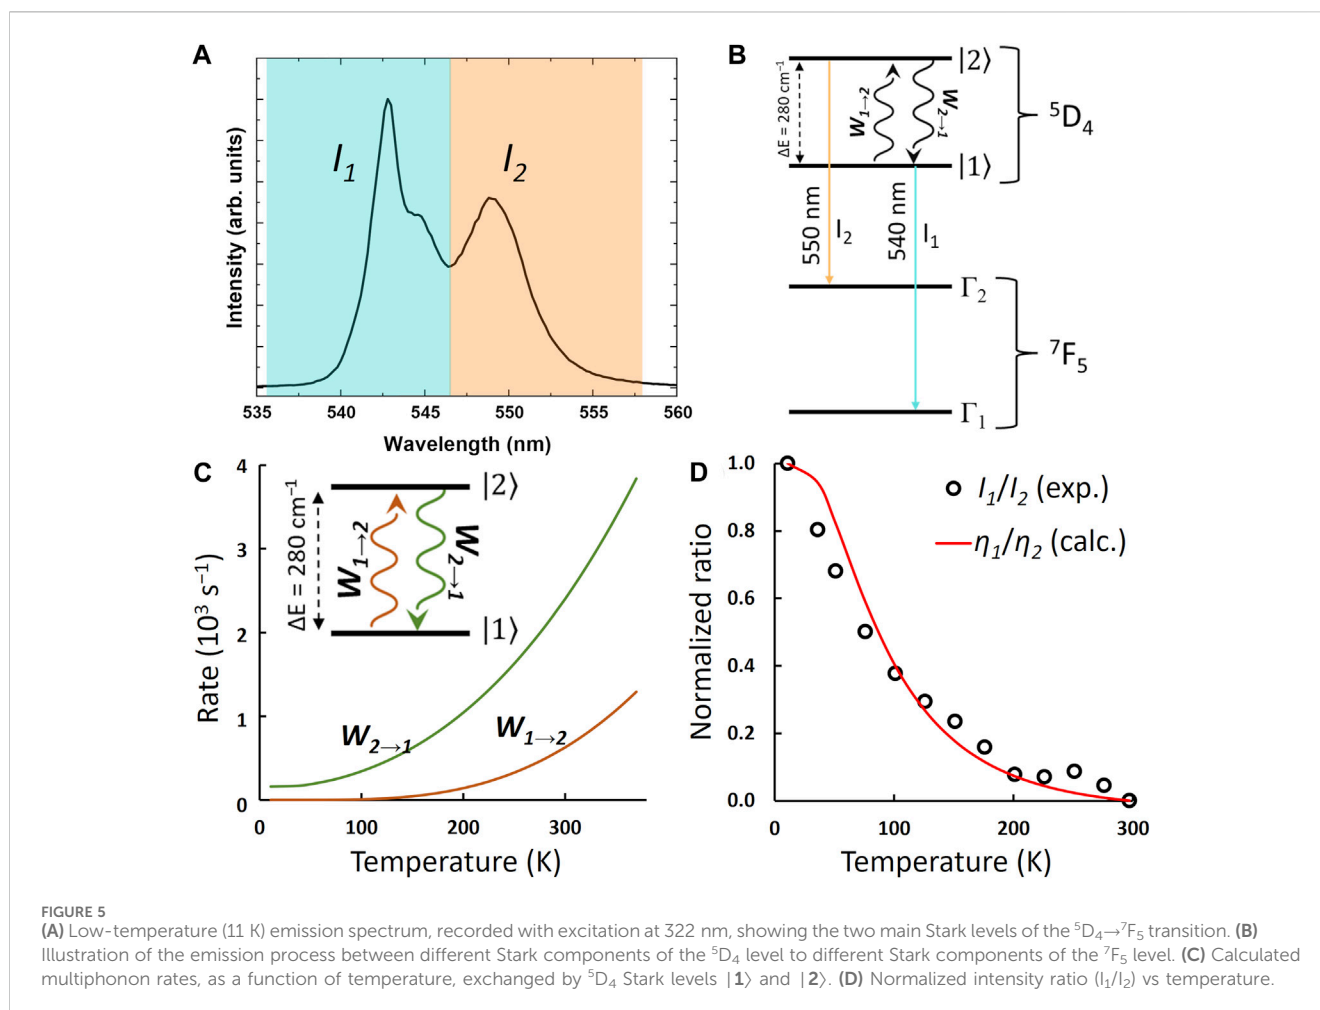 A
I₁
I₂
Intensity (arb. units)
535
540
545
550
555
560
Wavelength (nm)
B
|2⟩
ΔE = 280 cm⁻¹
W₁→₂
W₂→₁
⁵D₄
|1⟩
550 nm
I₂
540 nm
I₁
Γ₂
⁷F₅
Γ₁
C
4
3
2
1
0
Rate (10³ s⁻¹)
|2⟩
ΔE = 280 cm⁻¹
W₁→₂
W₂→₁
|1⟩
W₂→₁
W₁→₂
0
100
200
300
Temperature (K)
D
1.0
0.8
0.6
0.4
0.2
0.0
Normalized ratio
I₁/I₂ (exp.)
η₁/η₂ (calc.)
0
100
200
300
Temperature (K)
FIGURE 5
(A) Low-temperature (11 K) emission spectrum, recorded with excitation at 322 nm, showing the two main Stark levels of the ⁵D₄→⁷F₅ transition. (B)
Illustration of the emission process between different Stark components of the ⁵D₄ level to different Stark components of the ⁷F₅ level. (C) Calculated
multiphonon rates, as a function of temperature, exchanged by ⁵D₄ Stark levels |1⟩ and |2⟩. (D) Normalized intensity ratio (I₁/I₂) vs temperature.